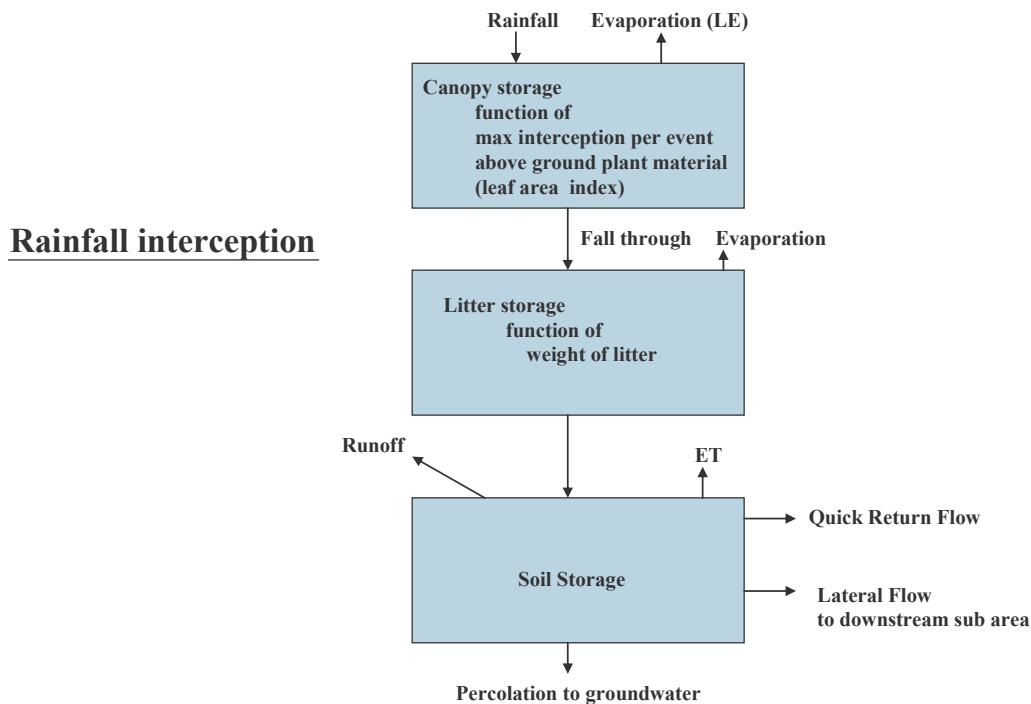 Rainfall
Evaporation (LE)
Canopy storage
function of
max interception per event
above ground plant material
(leaf area index)
Rainfall interception
Fall through
Evaporation
Litter storage
function of
weight of litter
Runoff
ET
Quick Return Flow
Soil Storage
Lateral Flow
to downstream sub area
Percolation to groundwater